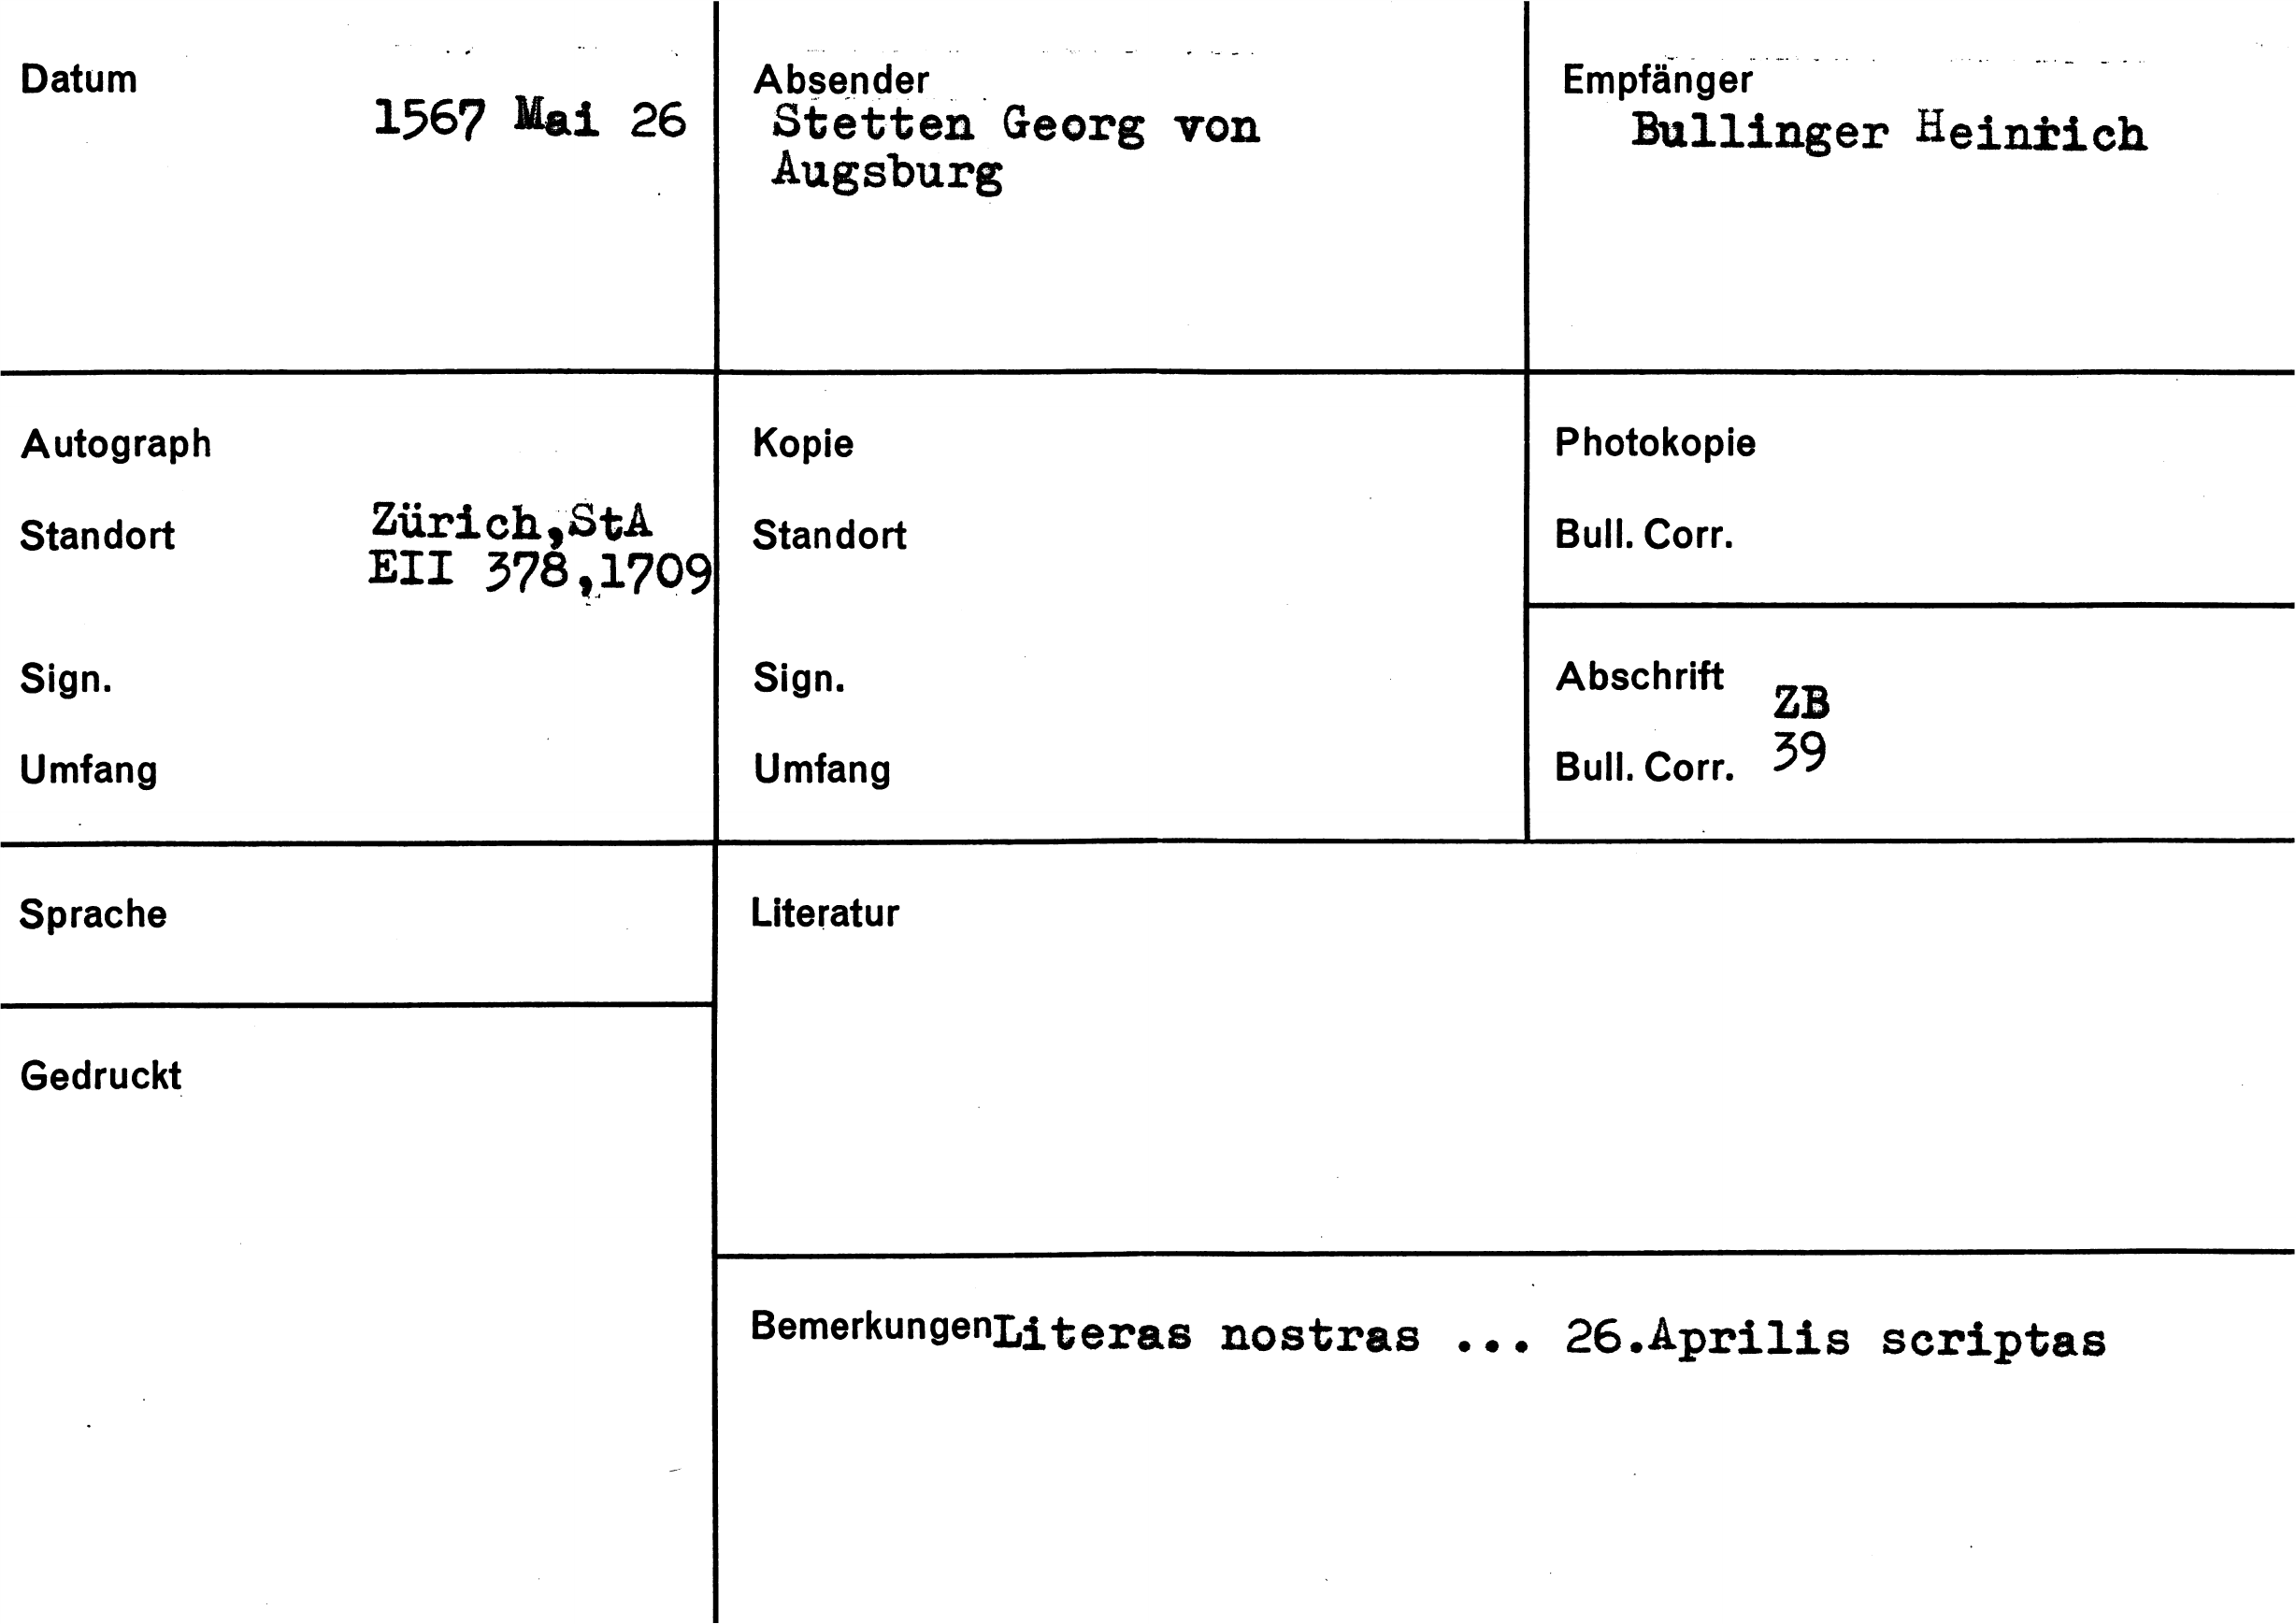 Datum
1567 Mai 26
Absender
Stetten Georg von
Augsburg
Empfänger
Bullinger Heinrich
Autograph
Standort
Zürich,StA
EII 378,1709
Sign.
Umfang
Kopie
Standort
Sign.
Umfang
Photokopie
Bull. Corr.
Abschrift
ZB
Bull. Corr. 39
Sprache
Literatur
Gedruckt
Bemerkungen Literas nostras ... 26.Aprilis scriptas